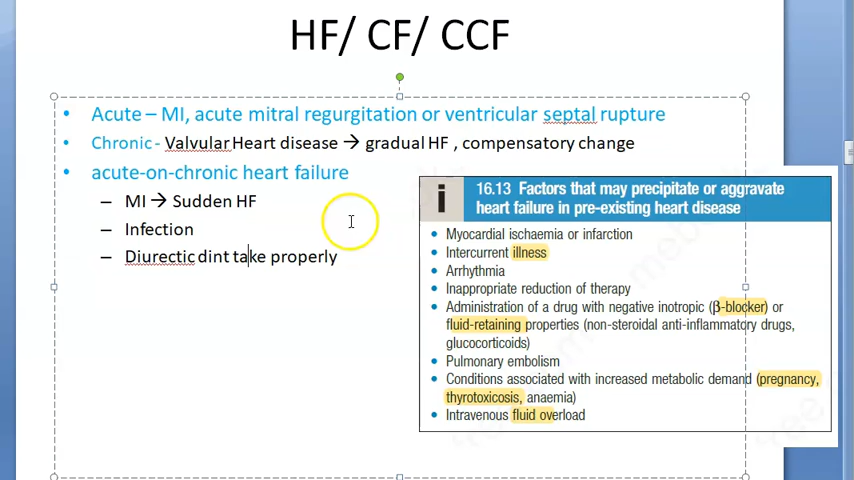 HF/ CF/ CCF
• Acute – MI, acute mitral regurgitation or ventricular septal rupture
• Chronic - Valvular Heart disease → gradual HF , compensatory change
• acute-on-chronic heart failure
– MI → Sudden HF
– Infection
– Diurectic dint take properly
i
16.13 Factors that may precipitate or aggravate
heart failure in pre-existing heart disease
• Myocardial ischaemia or infarction
• Intercurrent illness
• Arrhythmia
• Inappropriate reduction of therapy
• Administration of a drug with negative inotropic (β-blocker) or
fluid-retaining properties (non-steroidal anti-inflammatory drugs,
glucocorticoids)
• Pulmonary embolism
• Conditions associated with increased metabolic demand (pregnancy,
thyrotoxicosis, anaemia)
• Intravenous fluid overload